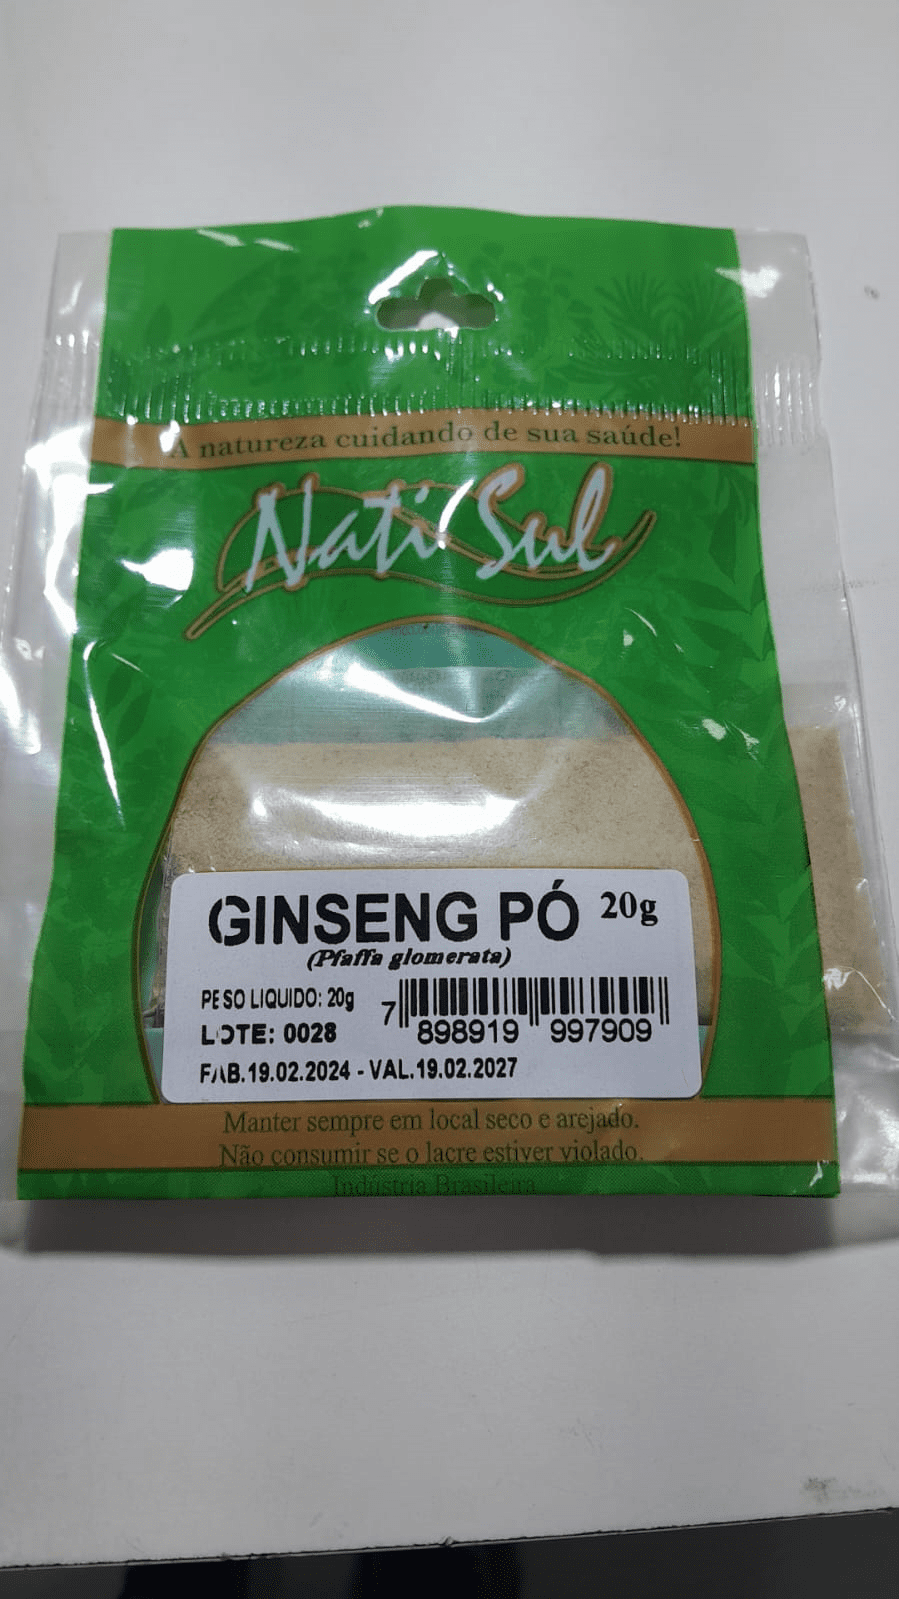 A natureza cuidando de sua saúde!
Nati Sul
GINSENG PÓ 20g
(Pfaffa glomerata)
PESO LIQUIDO: 20g
LOTE: 0028
7 898919 997909
FAB.19.02.2024 - VAL.19.02.2027
Manter sempre em local seco e arejado.
Não consumir se o lacre estiver violado.
Indústria Brasileira